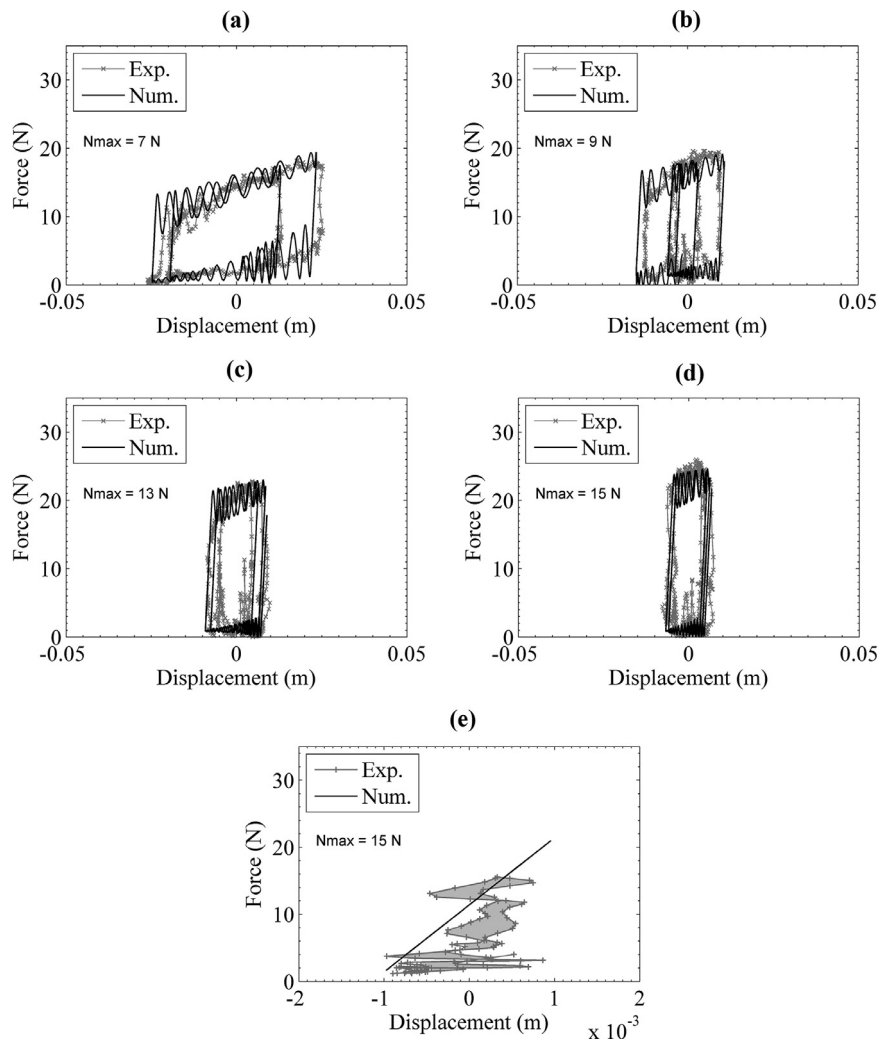 (a)
35
30
20
10
0
Force (N)
Exp.
Num.
Nmax = 7 N
-0.05
0
0.05
Displacement (m)
(b)
30
20
10
0
Force (N)
Exp.
Num.
Nmax = 9 N
-0.05
0
0.05
Displacement (m)
(c)
30
20
10
0
Force (N)
Exp.
Num.
Nmax = 13 N
-0.05
0
0.05
Displacement (m)
(d)
30
20
10
0
Force (N)
Exp.
Num.
Nmax = 15 N
-0.05
0
0.05
Displacement (m)
(e)
30
20
10
0
Force (N)
Exp.
Num.
Nmax = 15 N
-2
-1
0
1
2
Displacement (m)
x 10⁻³